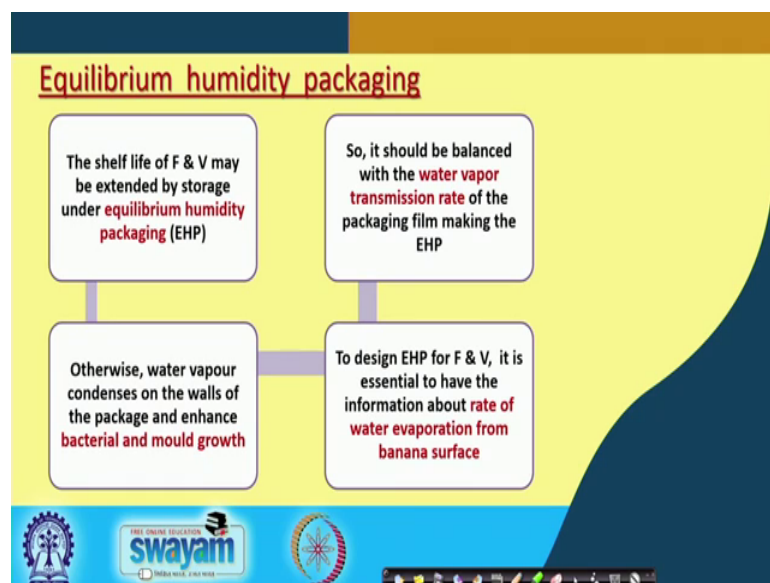 Equilibrium humidity packaging
The shelf life of F & V may
be extended by storage
under equilibrium humidity
packaging (EHP)
Otherwise, water vapour
condenses on the walls of
the package and enhance
bacterial and mould growth
To design EHP for F & V, it is
essential to have the
information about rate of
water evaporation from
banana surface
So, it should be balanced
with the water vapor
transmission rate of the
packaging film making the
EHP
FREE ONLINE EDUCATION
swayam